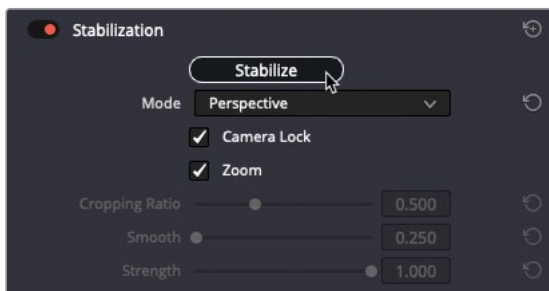 Stabilization
Stabilize
Mode Perspective
Camera Lock
Zoom
Cropping Ratio 0.500
Smooth 0.250
Strength 1.000